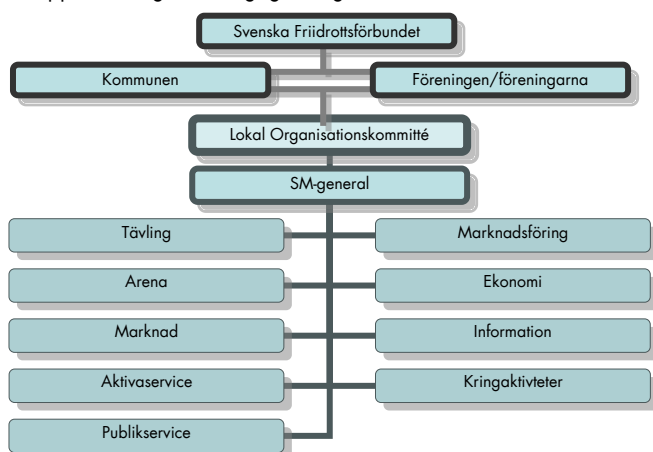 Svenska Friidrottsförbundet
Kommunen
Föreningen/föreningarna
Lokal Organisationskommitté
SM-general
Tävling
Marknadsföring
Arena
Ekonomi
Marknad
Information
Aktivaservice
Kringaktivteter
Publikservice